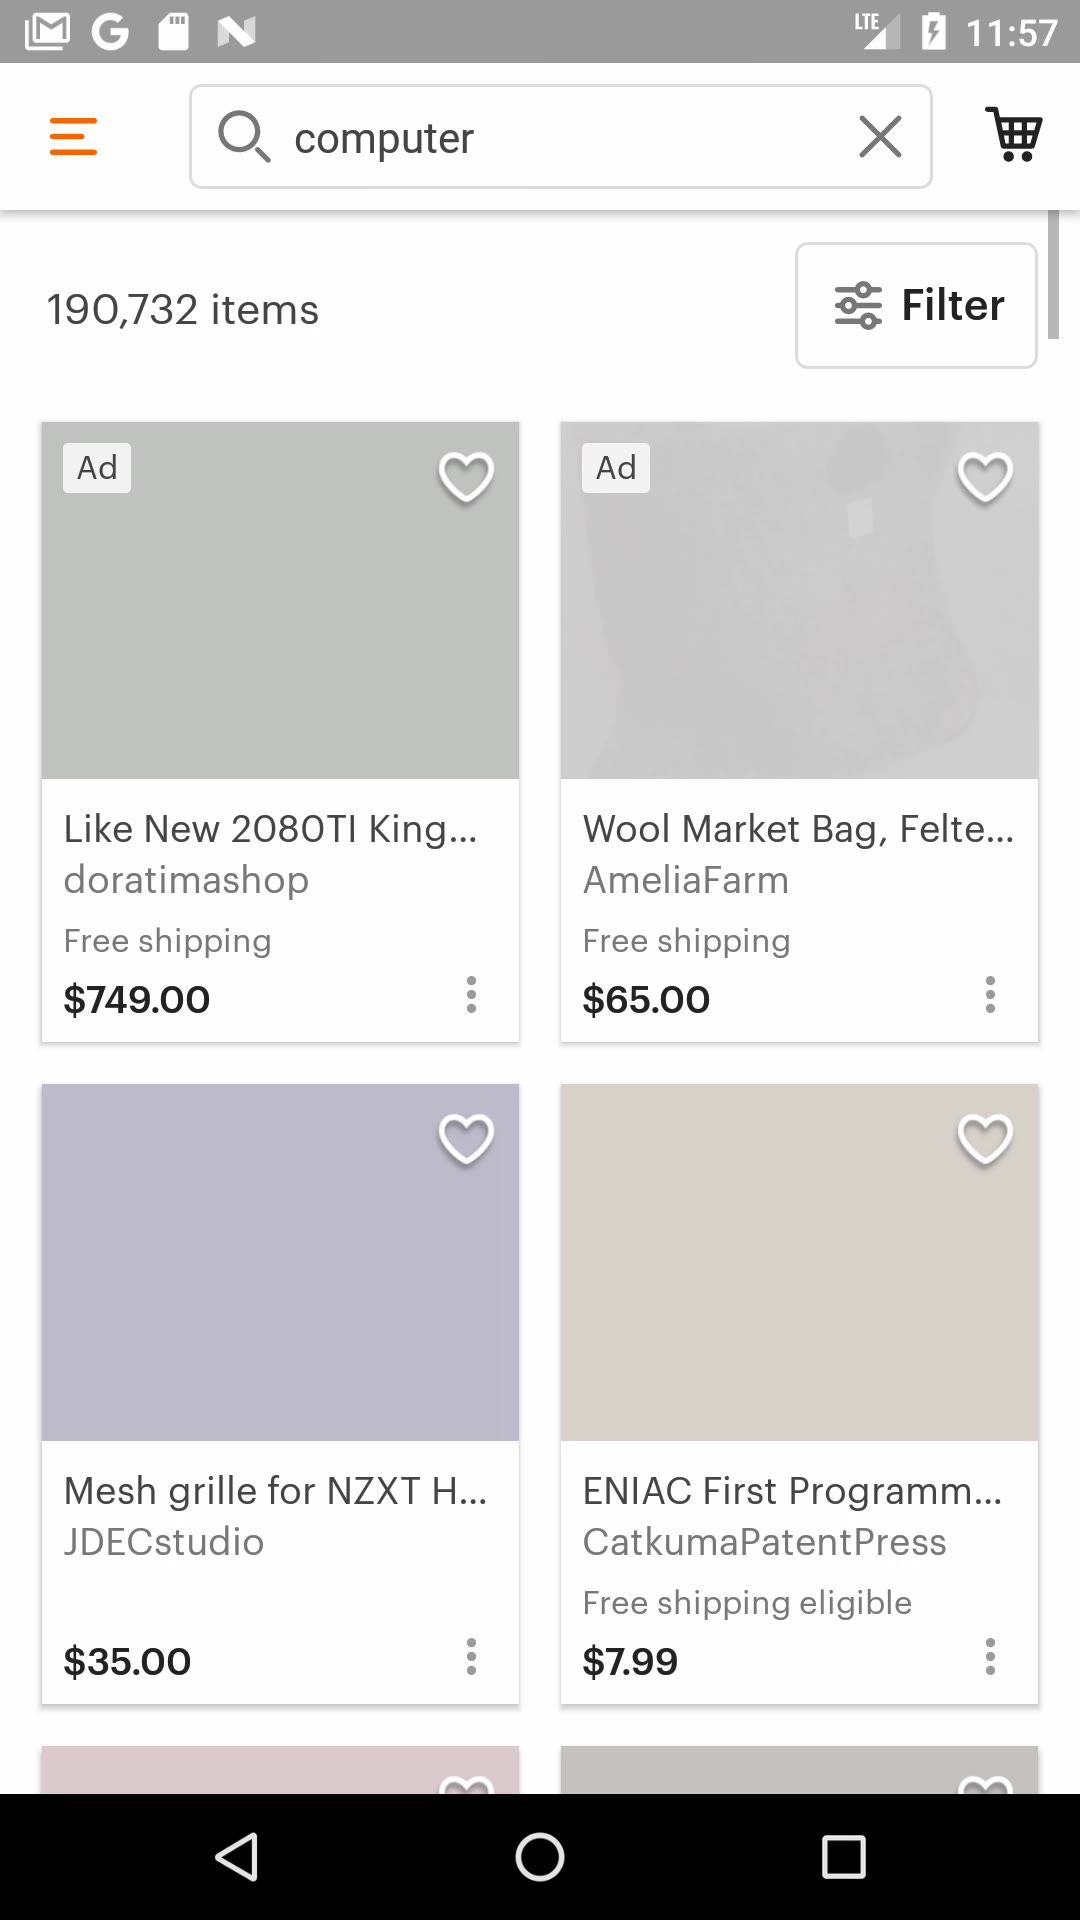 LTE 11:57
computer
190,732 items
Filter
Ad
Ad
Like New 2080TI King...
doratimashop
Free shipping
$749.00
Wool Market Bag, Felte...
AmeliaFarm
Free shipping
$65.00
Mesh grille for NZXT H...
JDECstudio
$35.00
ENIAC First Programm...
CatkumaPatentPress
Free shipping eligible
$7.99